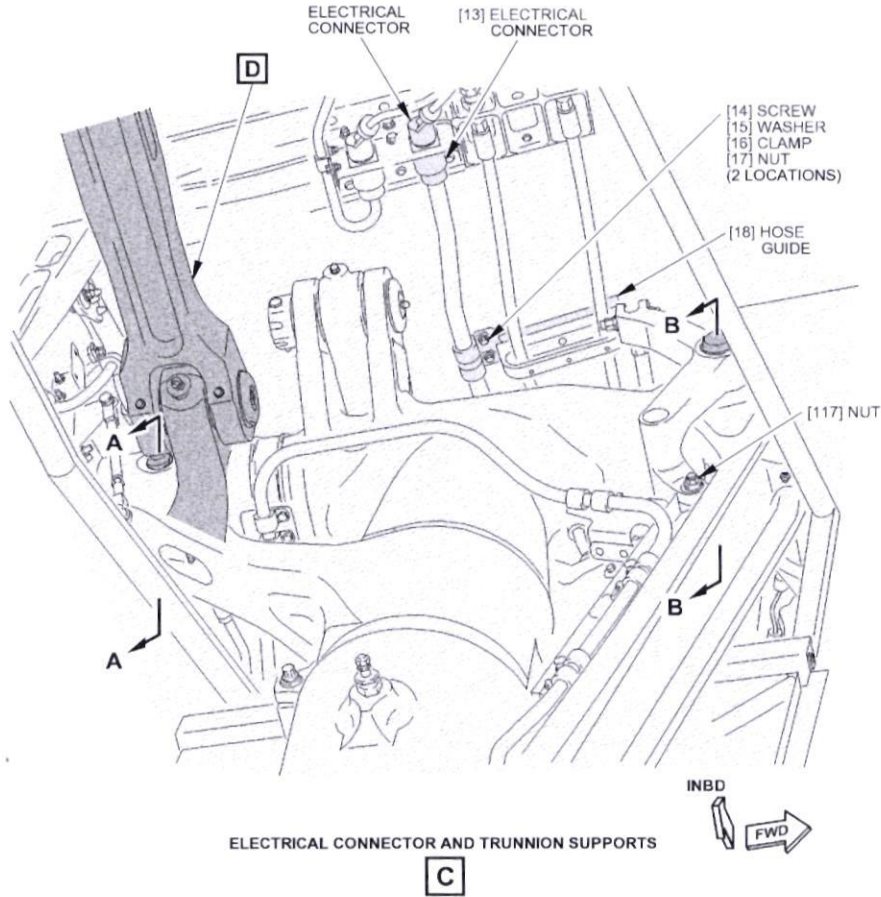 ELECTRICAL
CONNECTOR
[13] ELECTRICAL
CONNECTOR
D
[14] SCREW
[15] WASHER
[16] CLAMP
[17] NUT
(2 LOCATIONS)
[18] HOSE
GUIDE
B
A
[117] NUT
B
A
INBD
FWD
ELECTRICAL CONNECTOR AND TRUNNION SUPPORTS
C